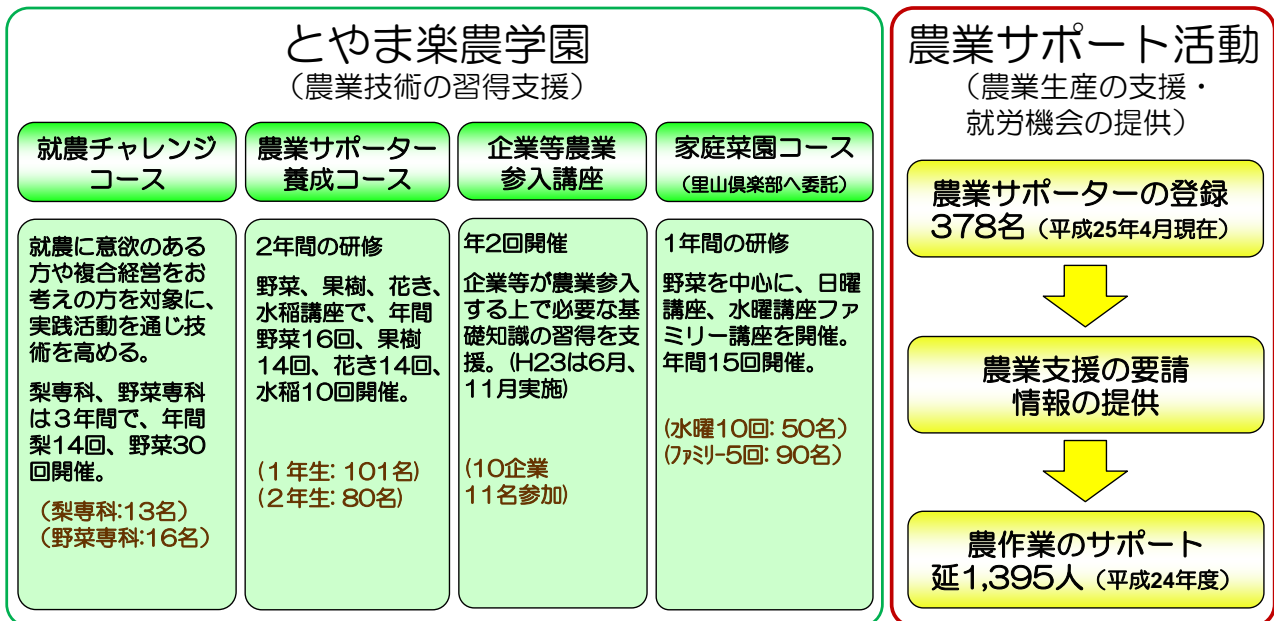 とやま楽農学園
（農業技術の習得支援）
就農チャレンジ
コース
就農に意欲のある
方や複合経営をお
考えの方を対象に、
実践活動を通じ技
術を高める。
梨専科、野菜専科
は３年間で、年間
梨14回、野菜30
回開催。
（梨専科:13名）
（野菜専科:16名）
農業サポーター
養成コース
2年間の研修
野菜、果樹、花き、
水稲講座で、年間
野菜16回、果樹
14回、花き14回、
水稲10回開催。
(１年生: 101名)
(２年生: 80名)
企業等農業
参入講座
年2回開催
企業等が農業参入
する上で必要な基
礎知識の習得を支
援。(H23は6月、
11月実施)
(10企業
11名参加)
家庭菜園コース
（里山倶楽部へ委託）
1年間の研修
野菜を中心に、日曜
講座、水曜講座ファ
ミリー講座を開催。
年間15回開催。
(水曜10回: 50名）
(ﾌｧﾐﾘｰ5回: 90名）
農業サポート活動
（農業生産の支援・
就労機会の提供）
農業サポーターの登録
378名（平成25年4月現在）
農業支援の要請
情報の提供
農作業のサポート
延1,395人（平成24年度）